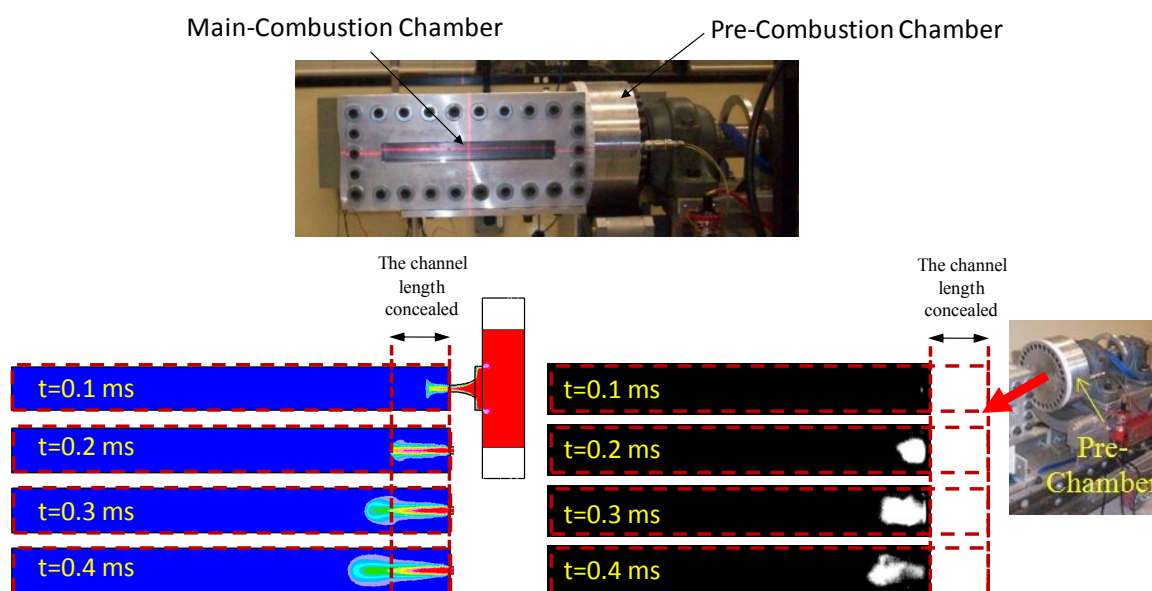 Main-Combustion Chamber
Pre-Combustion Chamber
The channel
length
concealed
t=0.1 ms
t=0.2 ms
t=0.3 ms
t=0.4 ms
The channel
length
concealed
t=0.1 ms
t=0.2 ms
t=0.3 ms
t=0.4 ms
Pre-
Chamber